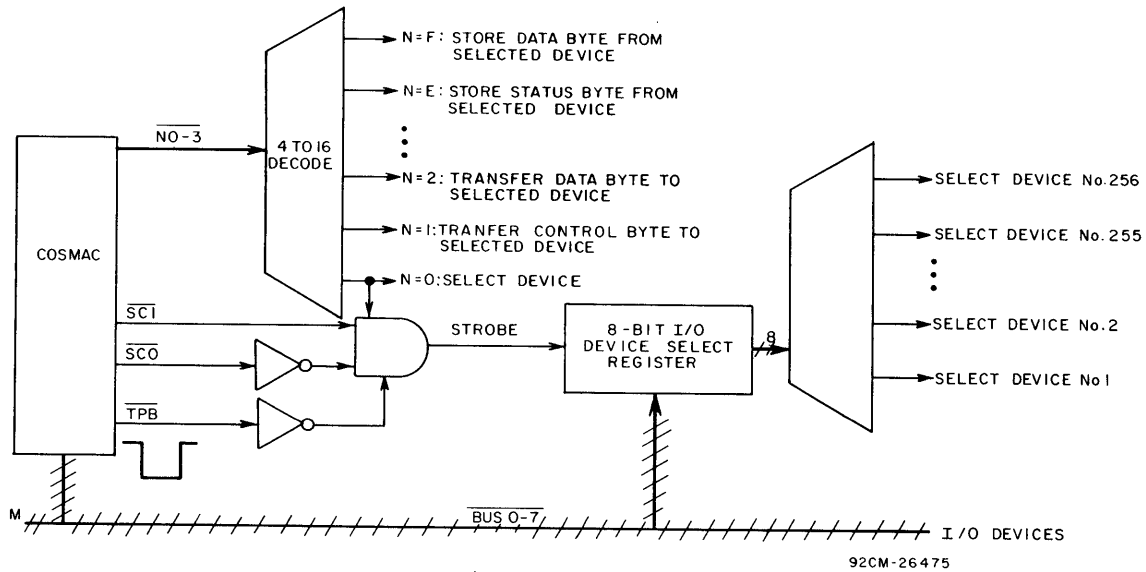 N=F: STORE DATA BYTE FROM
SELECTED DEVICE
N=E: STORE STATUS BYTE FROM
SELECTED DEVICE
NO-3
4 TO 16
DECODE
N=2: TRANSFER DATA BYTE TO
SELECTED DEVICE
N=1: TRANFER CONTROL BYTE TO
SELECTED DEVICE
N=0: SELECT DEVICE
COSMAC
SC1
SCO
TPB
STROBE
8-BIT I/O
DEVICE SELECT
REGISTER
8
SELECT DEVICE No. 256
SELECT DEVICE No. 255
SELECT DEVICE No. 2
SELECT DEVICE No 1
M
BUS 0-7
I/O DEVICES
92CM-26475